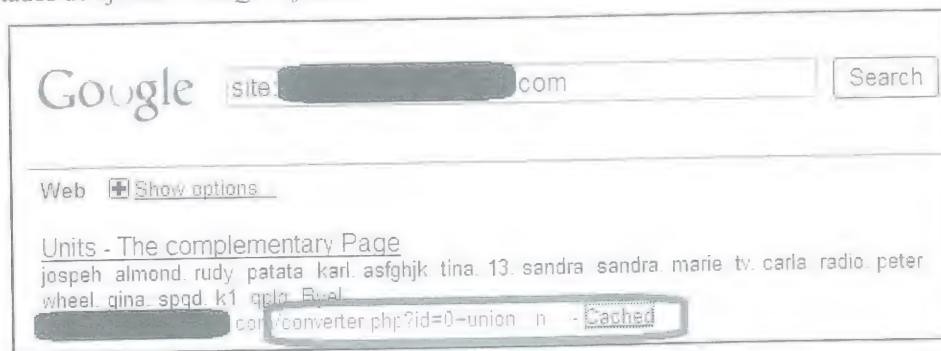 Google site: com Search
Web + Show options...
Units - The complementary Page
jospeh almond. rudy patata karl. asfghjk tina. 13. sandra sandra. marie tv. carla radio. peter
wheel. gina. spqd. k1
com/converter.php?id=0-union n - Cached